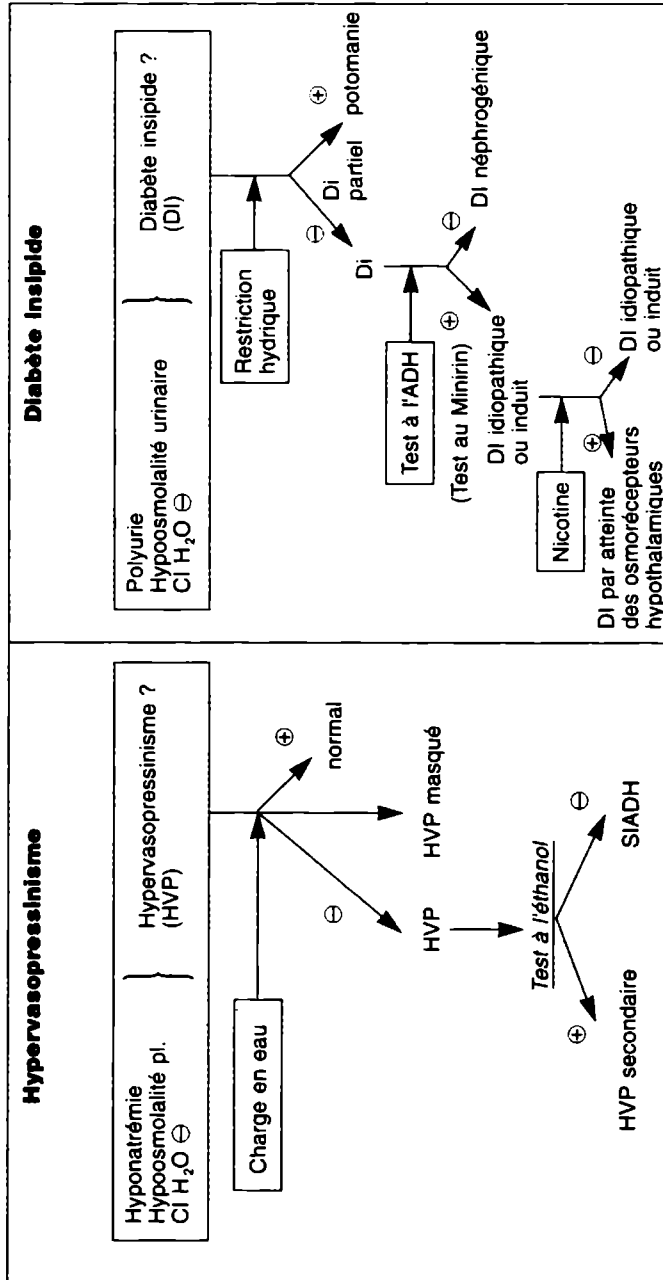 Hypervasopressinisme
Hyponatrémie
Hypoosmolalité pl.
Cl H₂O ⊖
Hypervasopressinisme ?
(HVP)
Charge en eau
⊖
⊕
normal
HVP
HVP masqué
Test à l'éthanol
⊕
⊖
HVP secondaire
SIADH
Diabète insipide
Polyurie
Hypoosmolalité urinaire
Cl H₂O ⊖
Diabète insipide ?
(DI)
Restriction
hydrique
⊖
Di
partiel
⊕
potomanie
Di
Test à l'ADH
(Test au Minirin)
⊕
⊖
DI néphrogénique
DI idiopathique
ou induit
Nicotine
⊕
⊖
DI par atteinte
des osmorécepteurs
hypothalamiques
DI idiopathique
ou induit